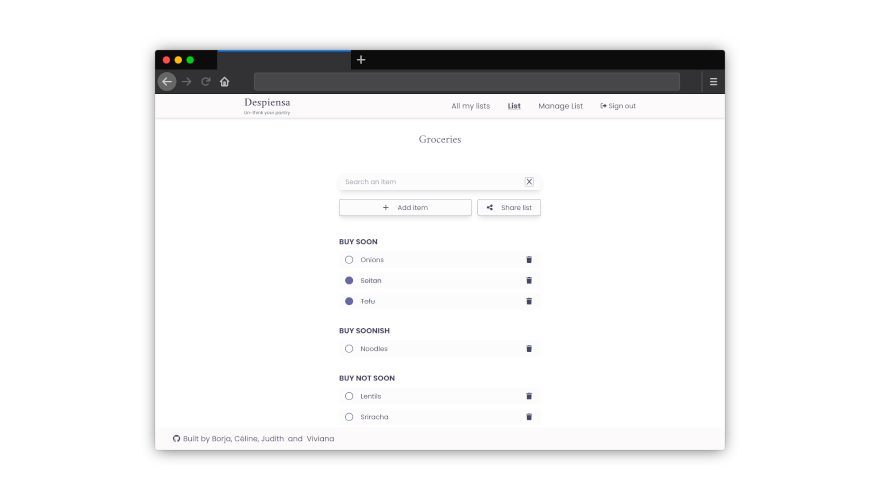 Despiensa
Un-think your pantry
All my lists
List
Manage List
Sign out
Groceries
Search an item
X
+ Add item
Share list
BUY SOON
Onions
Seitan
Tofu
BUY SOONISH
Noodles
BUY NOT SOON
Lentils
Sriracha
Built by Borja, Céline, Judith and Viviana